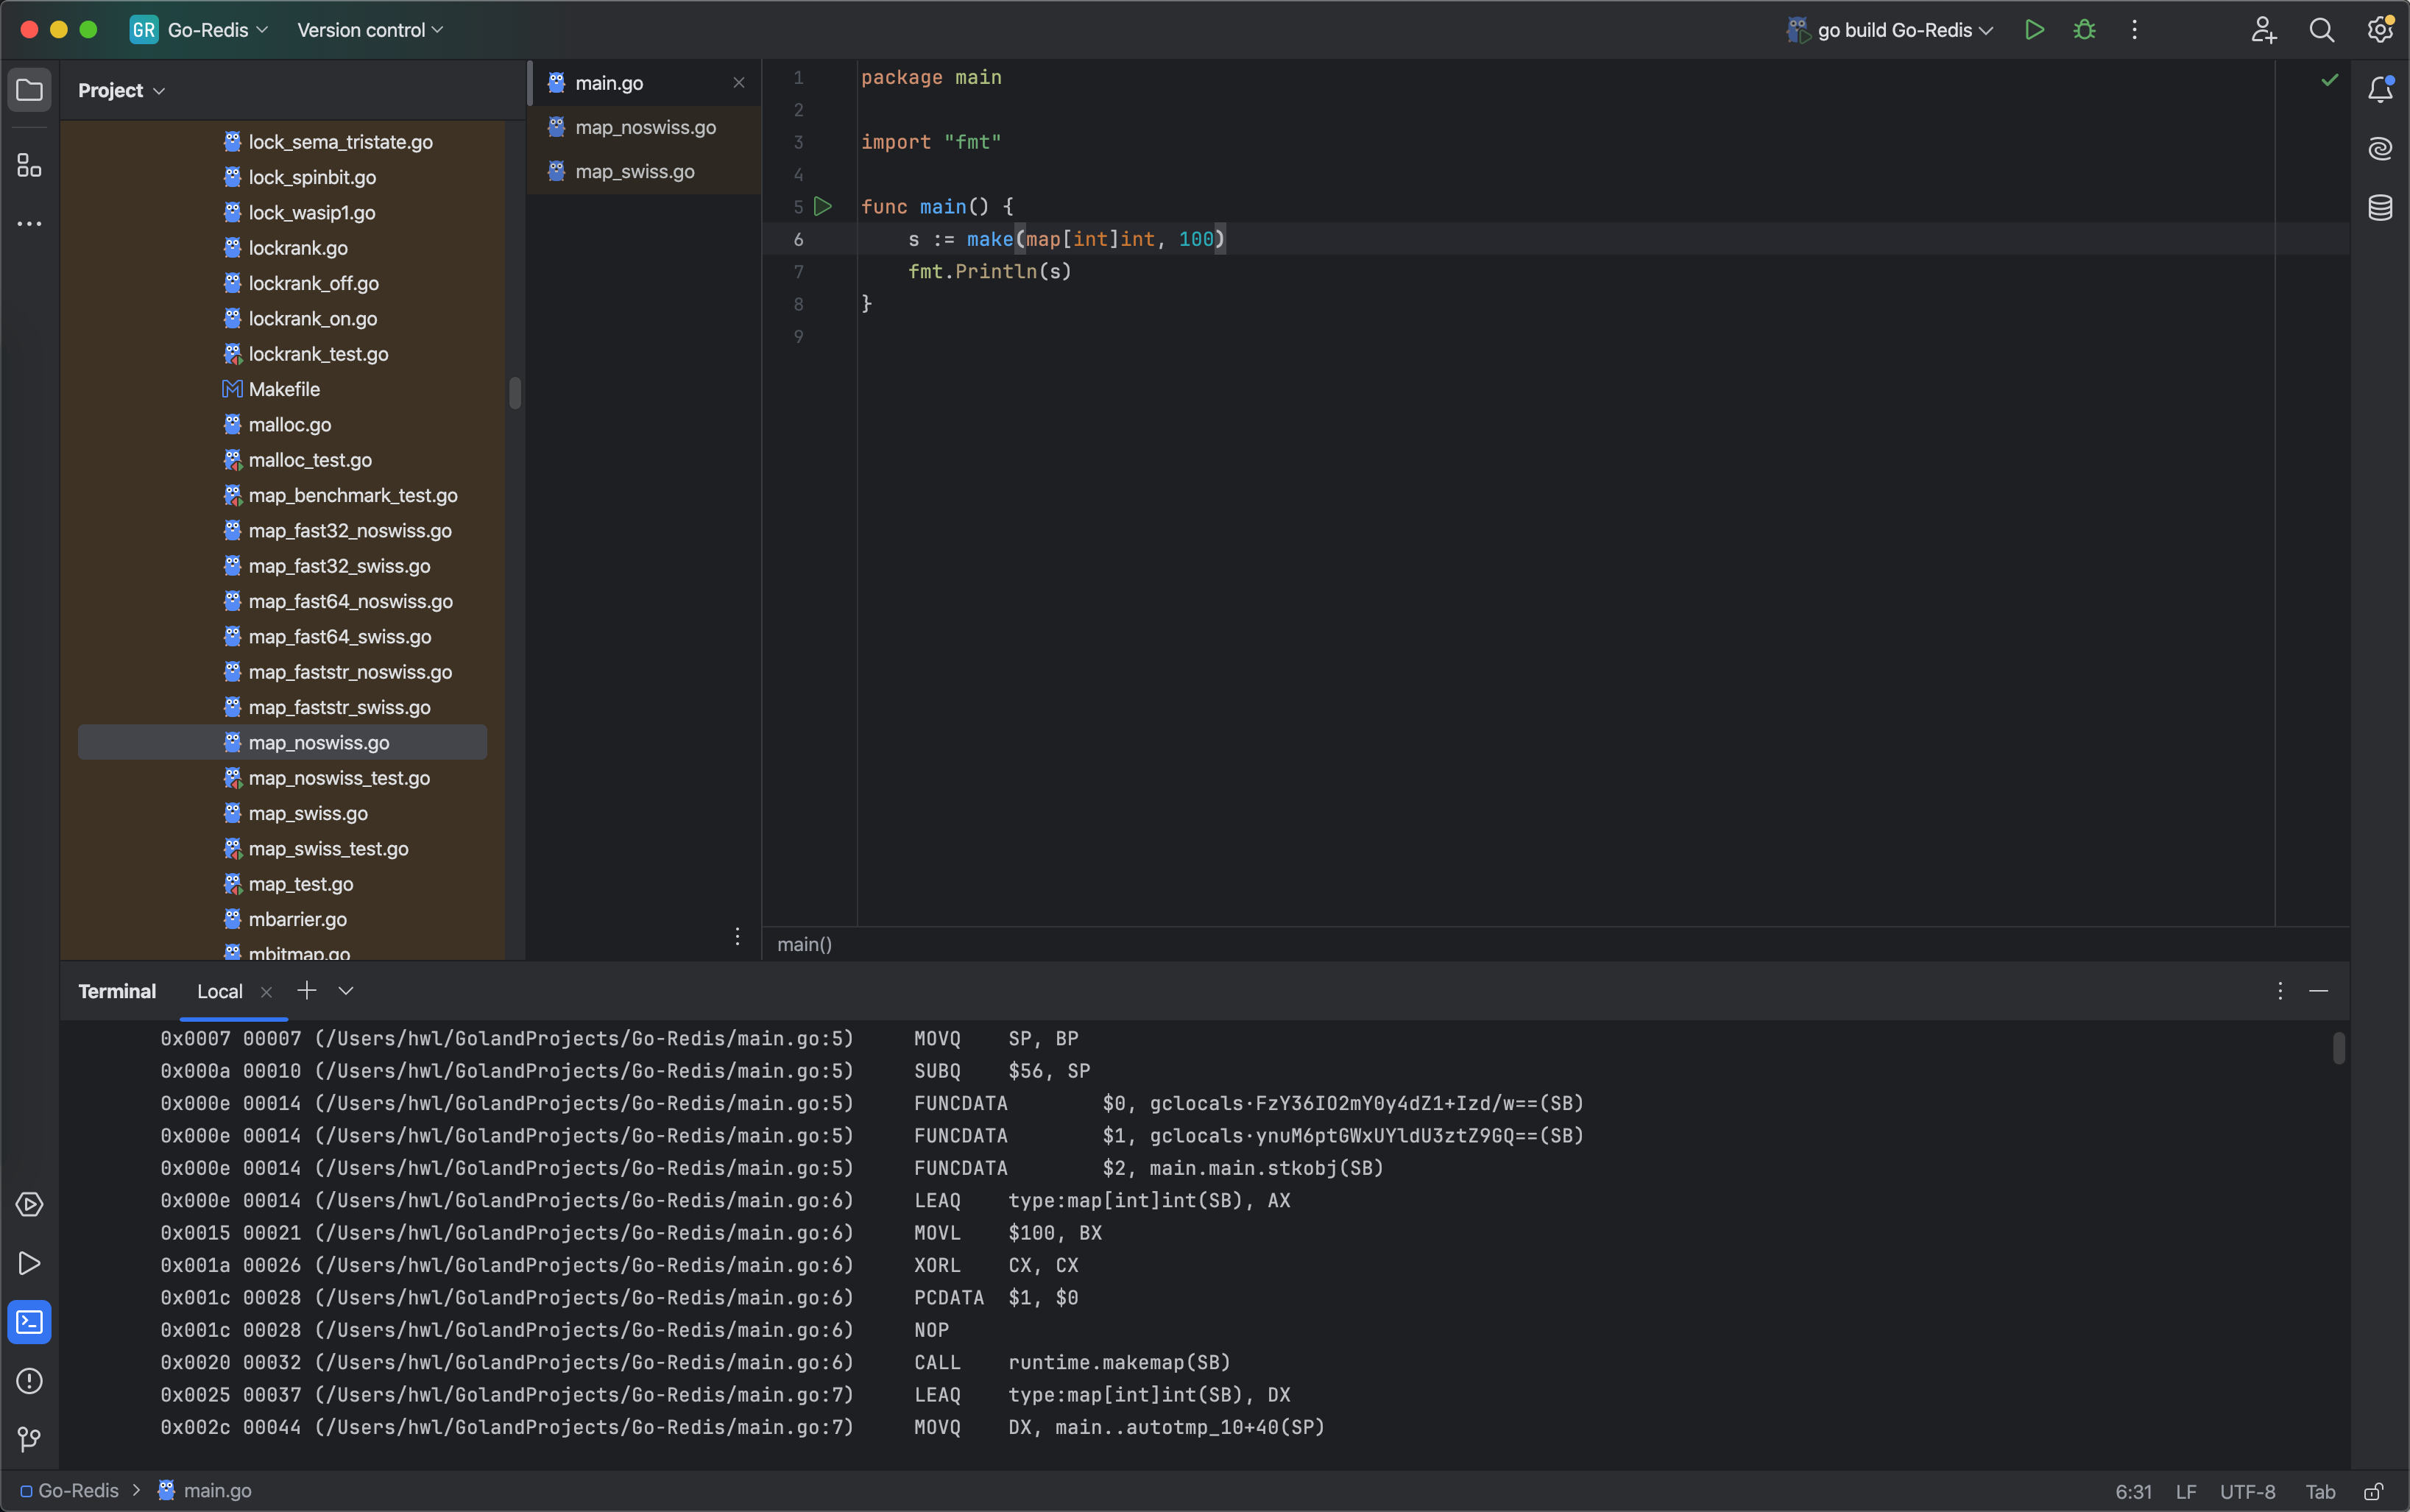 GR Go-Redis Version control go build Go-Redis
Project
lock_sema_tristate.go
lock_spinbit.go
lock_wasip1.go
lockrank.go
lockrank_off.go
lockrank_on.go
lockrank_test.go
Makefile
malloc.go
malloc_test.go
map_benchmark_test.go
map_fast32_noswiss.go
map_fast32_swiss.go
map_fast64_noswiss.go
map_fast64_swiss.go
map_faststr_noswiss.go
map_faststr_swiss.go
map_noswiss.go
map_noswiss_test.go
map_swiss.go
map_swiss_test.go
map_test.go
mbarrier.go
mbitmap.go
main.go
map_noswiss.go
map_swiss.go
1 package main
2
3 import "fmt"
4
5 func main() {
6 s := make(map[int]int, 100)
7 fmt.Println(s)
8 }
9
main()
Terminal Local
0x0007 00007 (/Users/hwl/GolandProjects/Go-Redis/main.go:5) MOVQ SP, BP
0x000a 00010 (/Users/hwl/GolandProjects/Go-Redis/main.go:5) SUBQ $56, SP
0x000e 00014 (/Users/hwl/GolandProjects/Go-Redis/main.go:5) FUNCDATA $0, gclocals·FzY36IO2mY0y4dZ1+Izd/w==(SB)
0x000e 00014 (/Users/hwl/GolandProjects/Go-Redis/main.go:5) FUNCDATA $1, gclocals·ynuM6ptGWxUYldU3ztZ9GQ==(SB)
0x000e 00014 (/Users/hwl/GolandProjects/Go-Redis/main.go:5) FUNCDATA $2, main.main.stkobj(SB)
0x000e 00014 (/Users/hwl/GolandProjects/Go-Redis/main.go:6) LEAQ type:map[int]int(SB), AX
0x0015 00021 (/Users/hwl/GolandProjects/Go-Redis/main.go:6) MOVL $100, BX
0x001a 00026 (/Users/hwl/GolandProjects/Go-Redis/main.go:6) XORL CX, CX
0x001c 00028 (/Users/hwl/GolandProjects/Go-Redis/main.go:6) PCDATA $1, $0
0x001c 00028 (/Users/hwl/GolandProjects/Go-Redis/main.go:6) NOP
0x0020 00032 (/Users/hwl/GolandProjects/Go-Redis/main.go:6) CALL runtime.makemap(SB)
0x0025 00037 (/Users/hwl/GolandProjects/Go-Redis/main.go:7) LEAQ type:map[int]int(SB), DX
0x002c 00044 (/Users/hwl/GolandProjects/Go-Redis/main.go:7) MOVQ DX, main..autotmp_10+40(SP)
Go-Redis > main.go 6:31 LF UTF-8 Tab